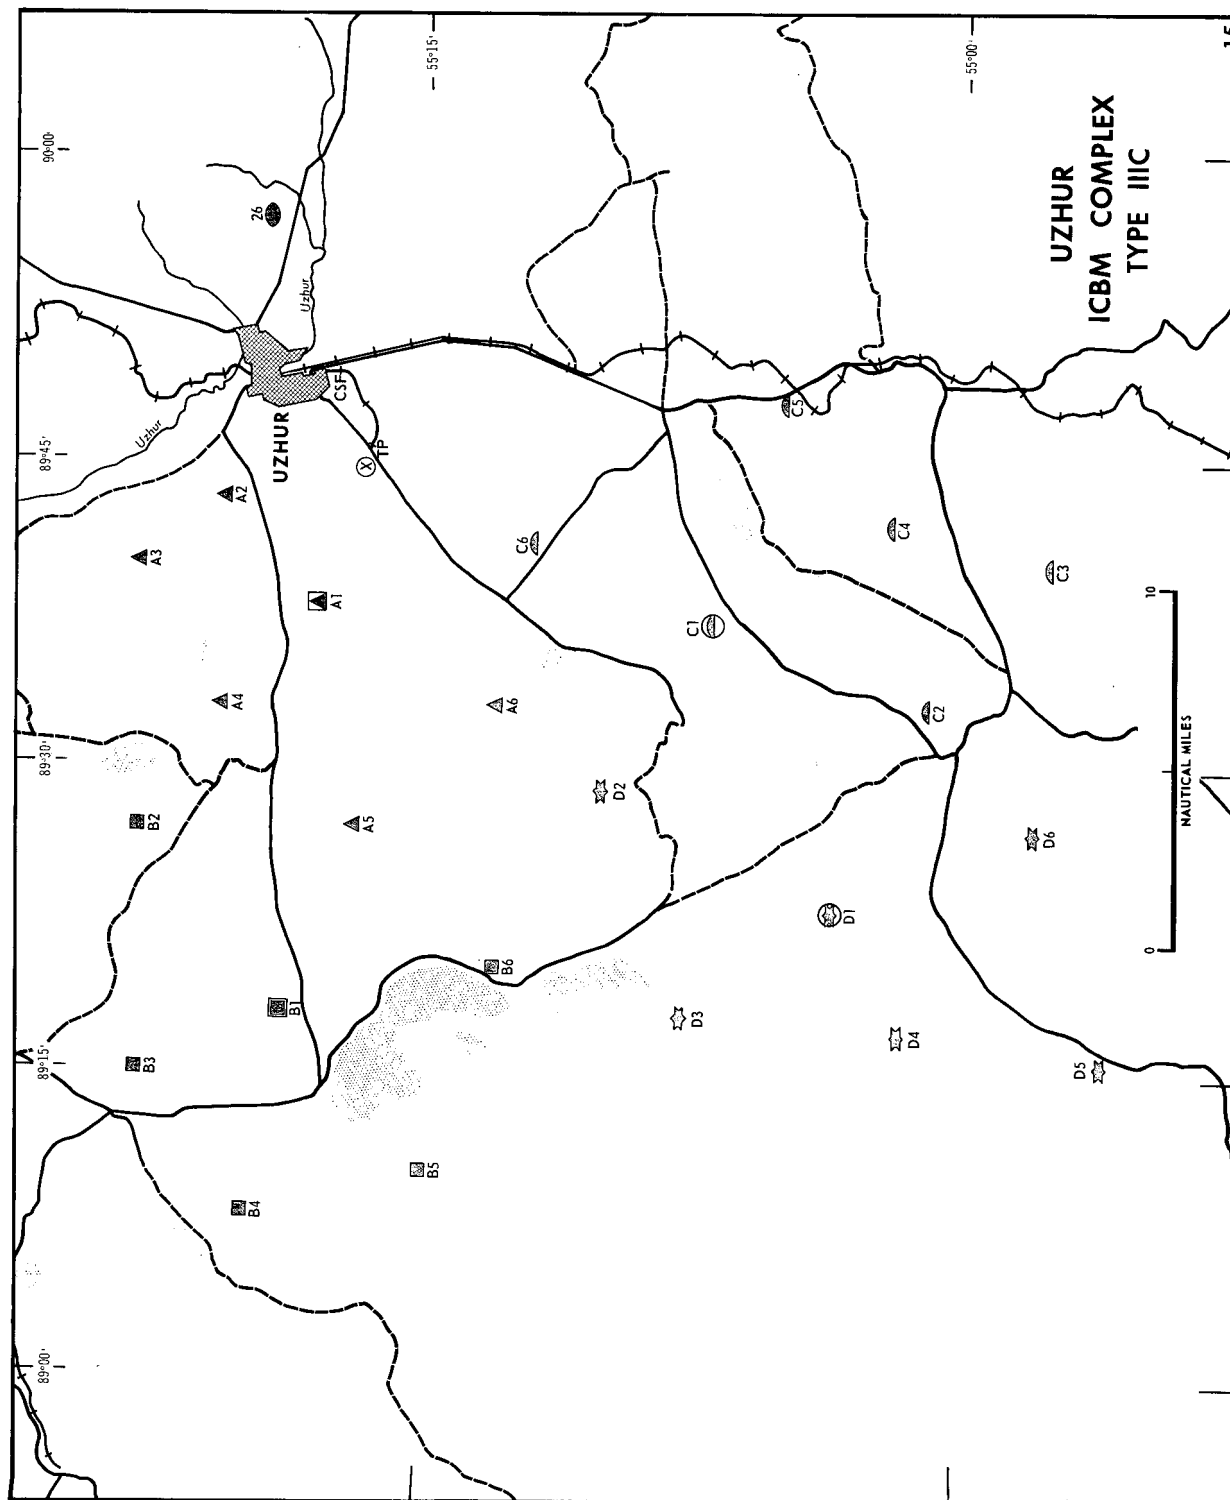 UZHUR
ICBM COMPLEX
TYPE IIIC
89°00'
89°15'
89°30'
89°45'
90°00'
55°15'
55°00'
Uzhur
Uzhur
UZHUR
26
CSF
TP
X
A1
A2
A3
A4
A5
A6
B1
B2
B3
B4
B5
B6
C1
C2
C3
C4
C5
C6
D1
D2
D3
D4
D5
D6
0 10
NAUTICAL MILES
15